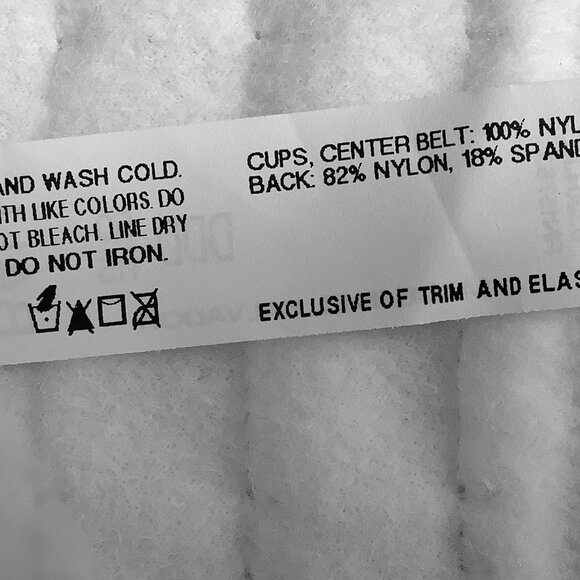 AND WASH COLD.
ITH LIKE COLORS. DO
OT BLEACH. LINE DRY
DO NOT IRON.
CUPS, CENTER BELT: 100% NYL
BACK: 82% NYLON, 18% SPAND
EXCLUSIVE OF TRIM AND ELAS